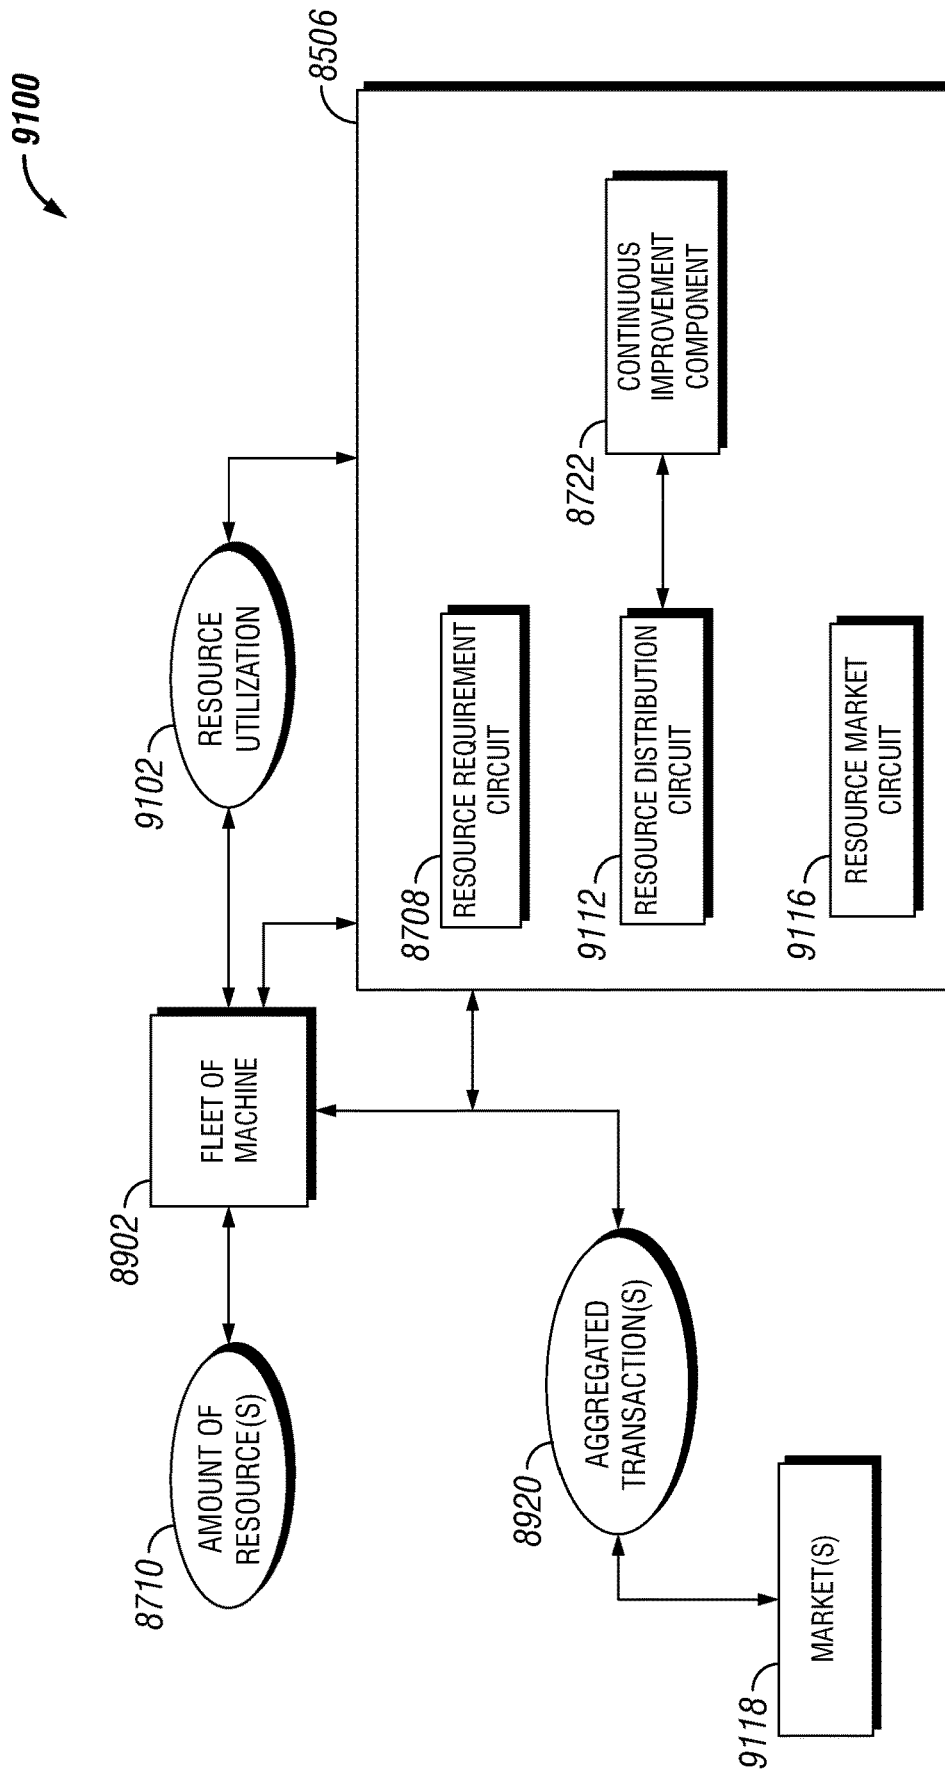 9100
8710
AMOUNT OF
RESOURCE(S)
8902
FLEET OF
MACHINE
9102
RESOURCE
UTILIZATION
8506
8708
RESOURCE REQUIREMENT
CIRCUIT
9112
RESOURCE DISTRIBUTION
CIRCUIT
8722
CONTINUOUS
IMPROVEMENT
COMPONENT
9116
RESOURCE MARKET
CIRCUIT
8920
AGGREGATED
TRANSACTION(S)
9118
MARKET(S)